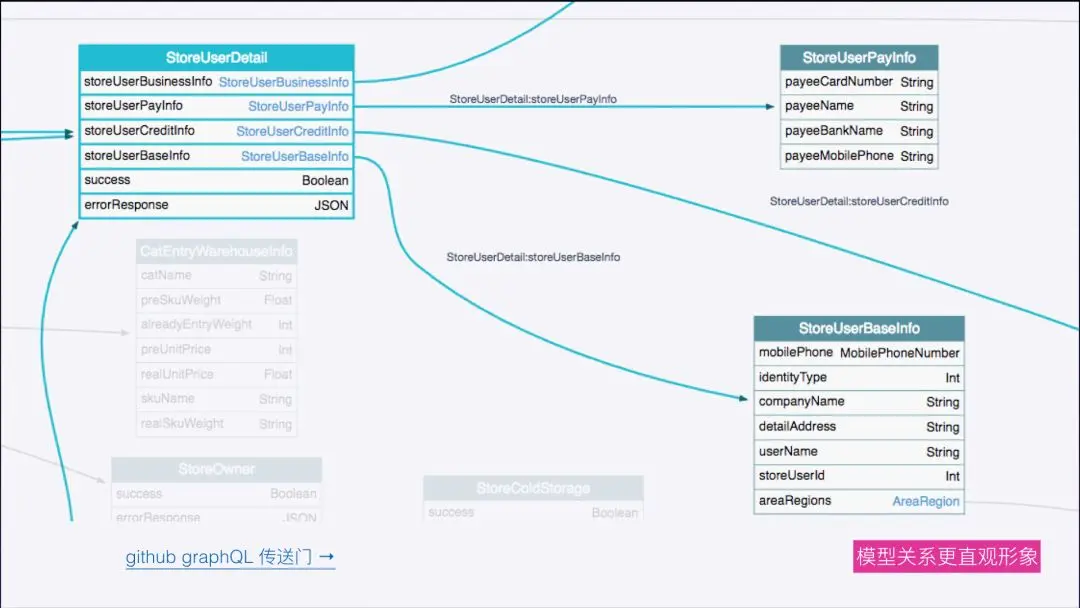 StoreUserDetail
storeUserBusinessInfo StoreUserBusinessInfo
storeUserPayInfo StoreUserPayInfo
storeUserCreditInfo StoreUserCreditInfo
storeUserBaseInfo StoreUserBaseInfo
success Boolean
errorResponse JSON
StoreUserDetail:storeUserPayInfo
StoreUserPayInfo
payeeCardNumber String
payeeName String
payeeBankName String
payeeMobilePhone String
StoreUserDetail:storeUserCreditInfo
StoreUserDetail:storeUserBaseInfo
CatEntryWarehouseInfo
catName String
preSkuWeight Float
alreadyEntryWeight Int
preUnitPrice Int
realUnitPrice Float
skuName String
realSkuWeight String
StoreUserBaseInfo
mobilePhone MobilePhoneNumber
identityType Int
companyName String
detailAddress String
userName String
storeUserId Int
areaRegions AreaRegion
StoreOwner
success Boolean
errorResponse JSON
StoreColdStorage
success Boolean
github graphQL 传送门 →
模型关系更直观形象